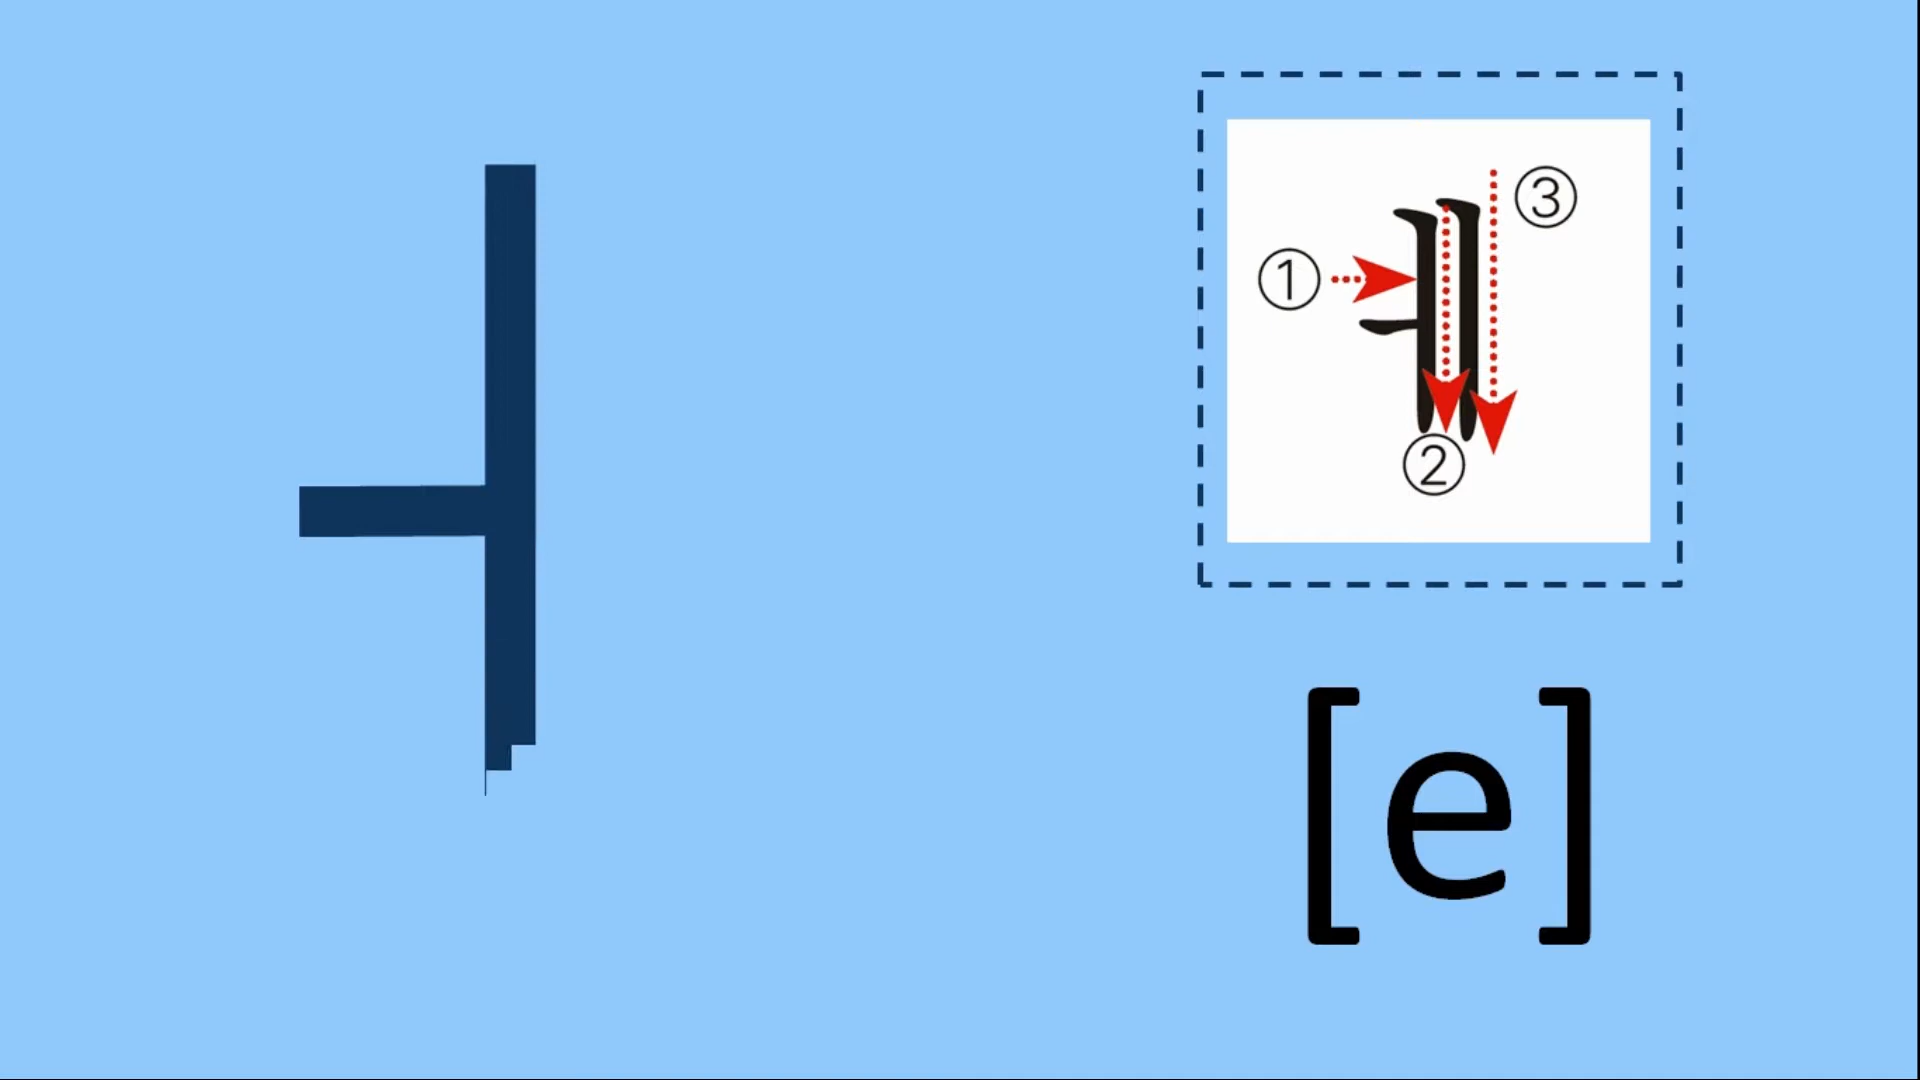 ㅓ
① ② ③
ㅔ
[e]